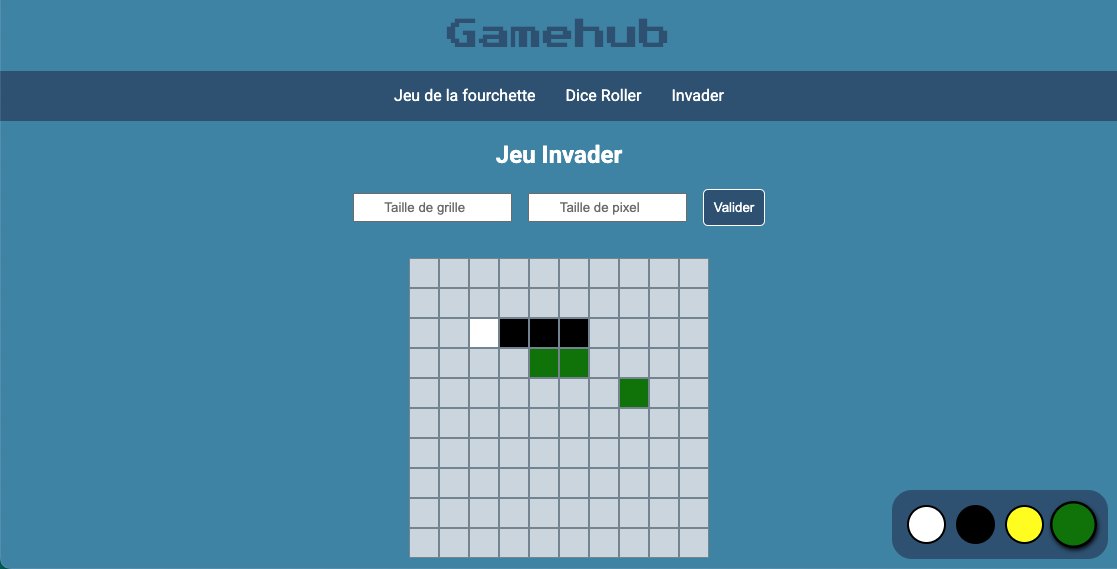 Gamehub
Jeu de la fourchette Dice Roller Invader
Jeu Invader
Taille de grille Taille de pixel Valider